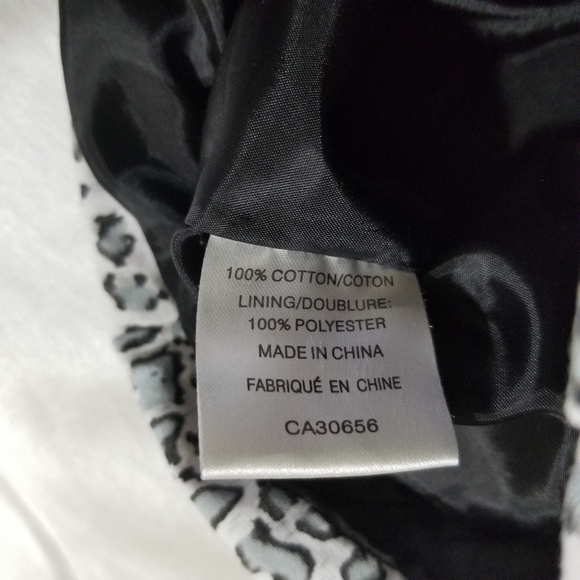 100% COTTON/COTON
LINING/DOUBLURE:
100% POLYESTER
MADE IN CHINA
FABRIQUÉ EN CHINE
CA30656